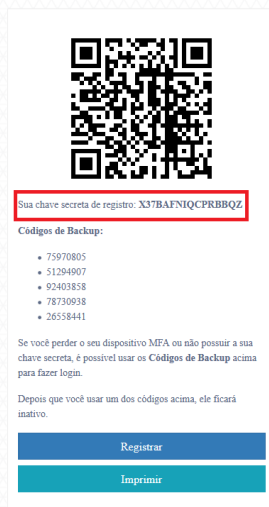 Sua chave secreta de registro: X37BAFNIQCPRBBQZ
Códigos de Backup:
75970805
51294907
92403858
78730938
26558441
Se você perder o seu dispositivo MFA ou não possuir a sua
chave secreta, é possível usar os Códigos de Backup acima
para fazer login.
Depois que você usar um dos códigos acima, ele ficará
inativo.
Registrar
Imprimir